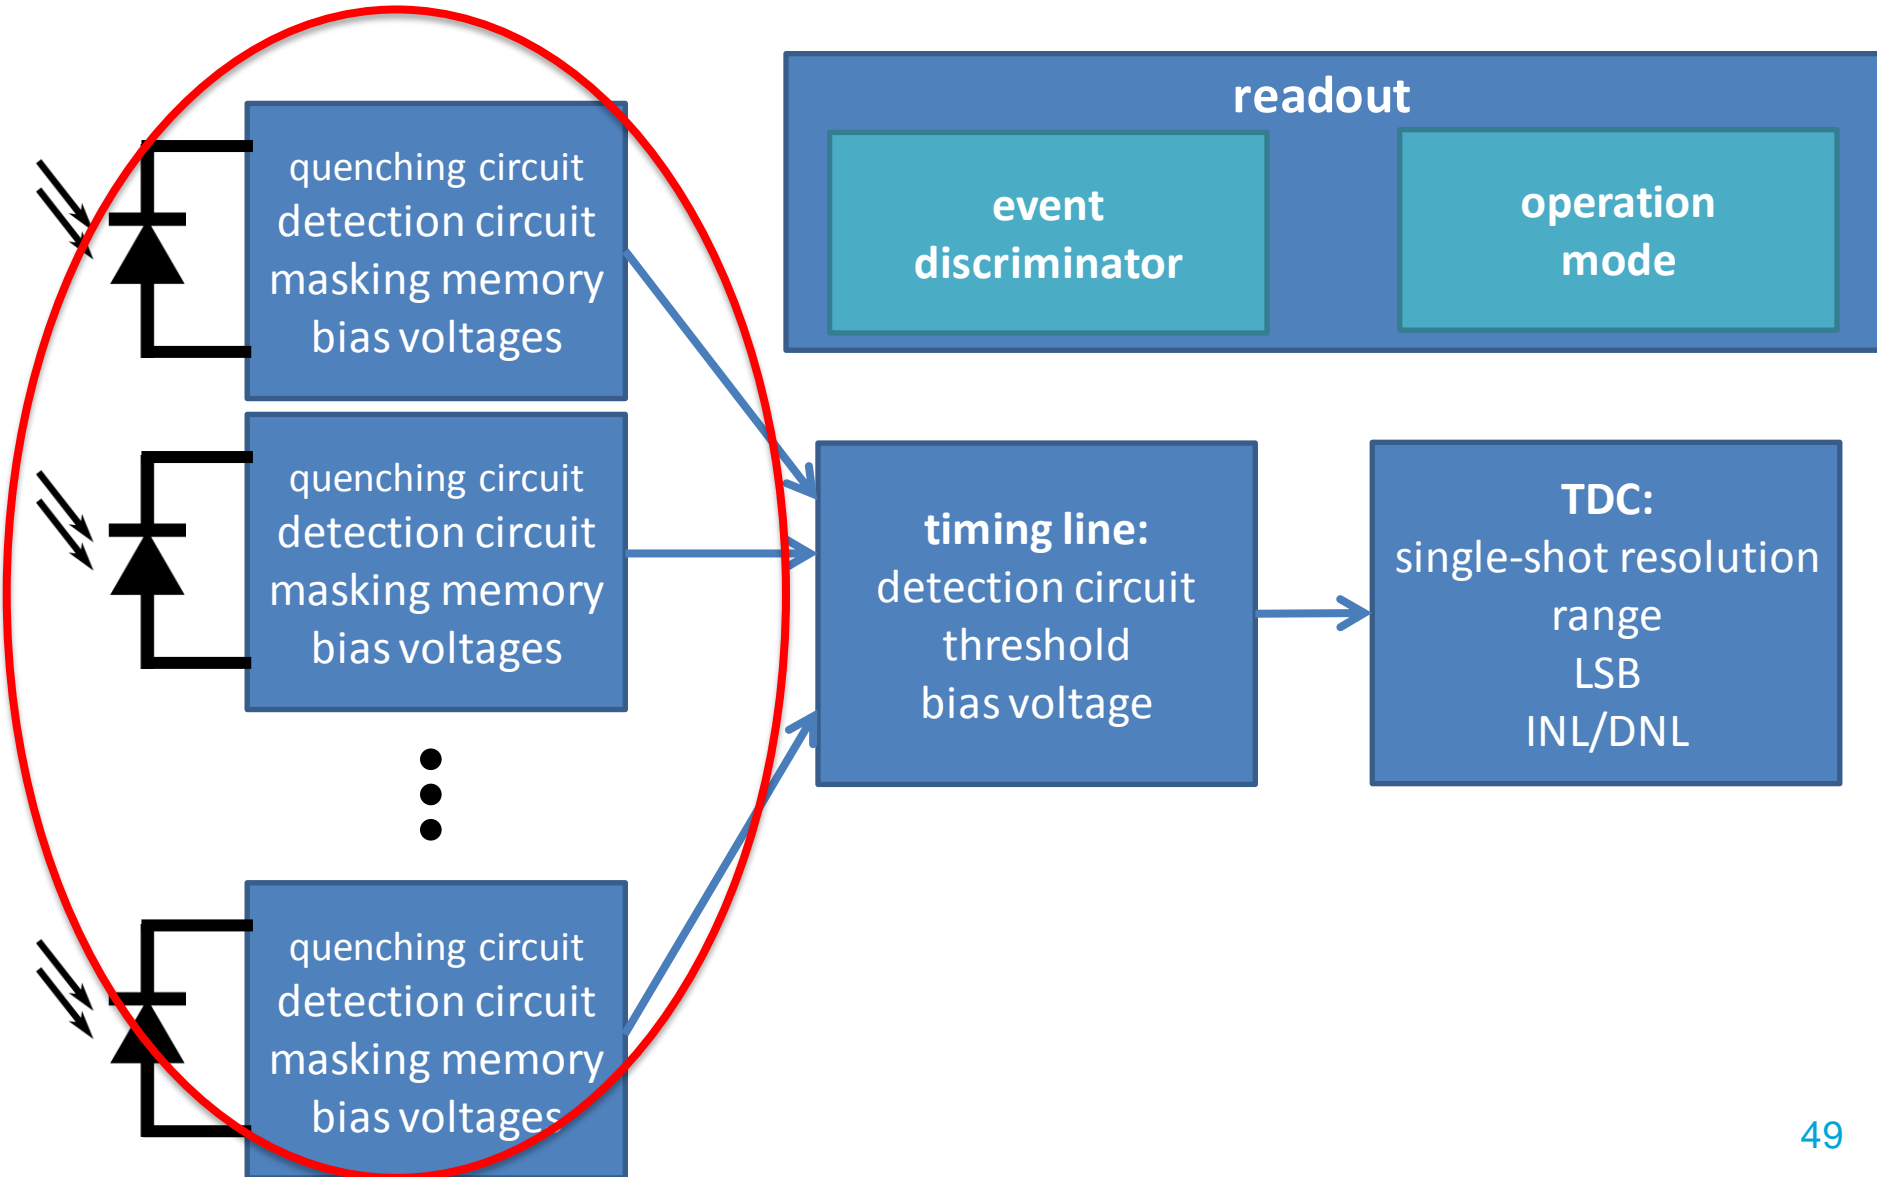 quenching circuit
detection circuit
masking memory
bias voltages
quenching circuit
detection circuit
masking memory
bias voltages
quenching circuit
detection circuit
masking memory
bias voltages
readout
event
discriminator
operation
mode
timing line:
detection circuit
threshold
bias voltage
TDC:
single-shot resolution
range
LSB
INL/DNL
49